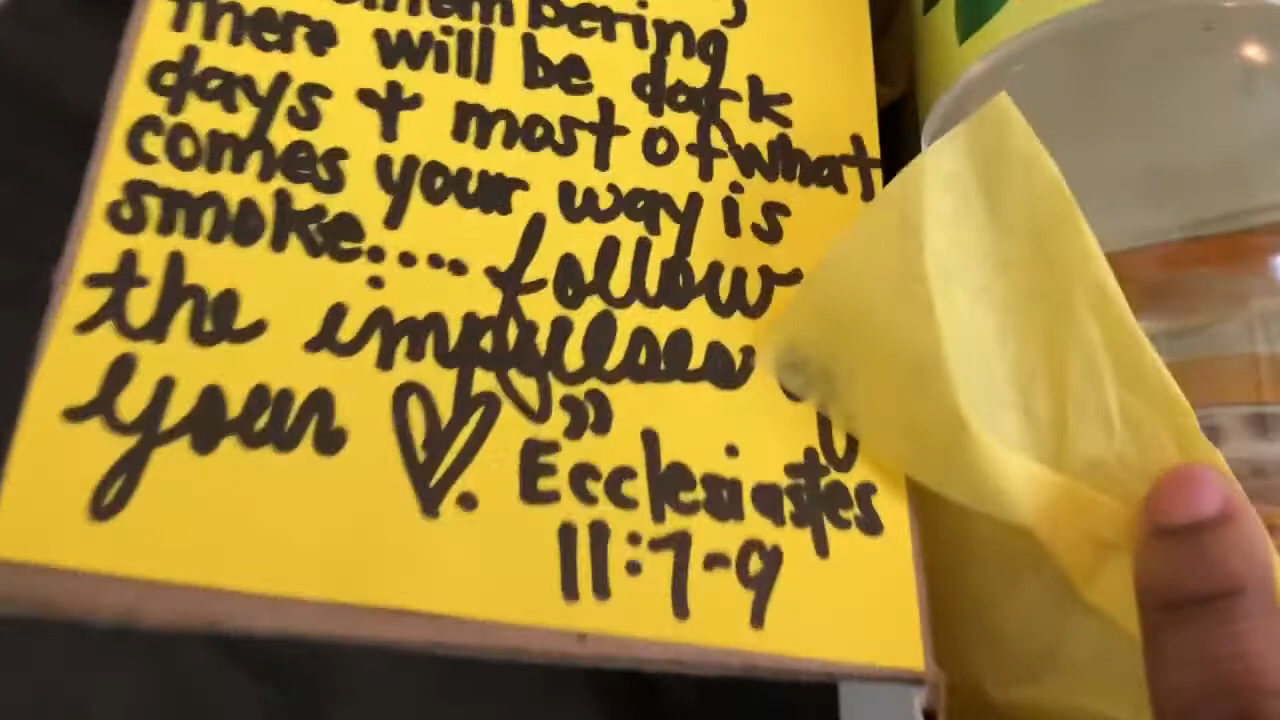 remembering,
there will be dark
days + most of what
comes your way is
smoke.... follow
the impulses
your ♡.”
Ecclesiastes
11:7-9